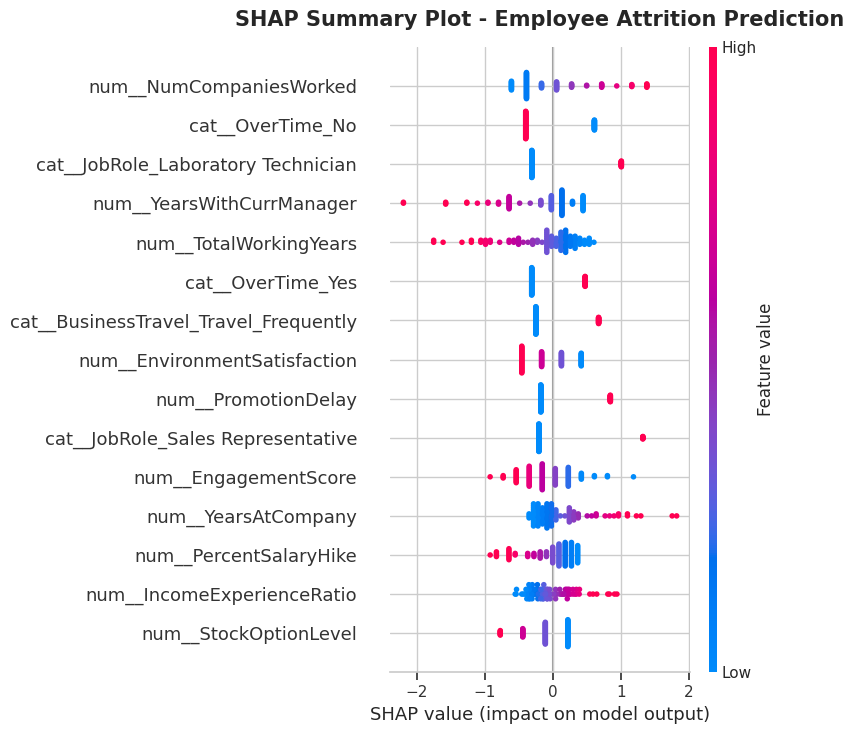 SHAP Summary Plot - Employee Attrition Prediction
High
num__NumCompaniesWorked
cat__OverTime_No
cat__JobRole_Laboratory Technician
num__YearsWithCurrManager
num__TotalWorkingYears
cat__OverTime_Yes
cat__BusinessTravel_Travel_Frequently
num__EnvironmentSatisfaction
num__PromotionDelay
cat__JobRole_Sales Representative
num__EngagementScore
num__YearsAtCompany
num__PercentSalaryHike
num__IncomeExperienceRatio
num__StockOptionLevel
Feature value
Low
−2 −1 0 1 2
SHAP value (impact on model output)